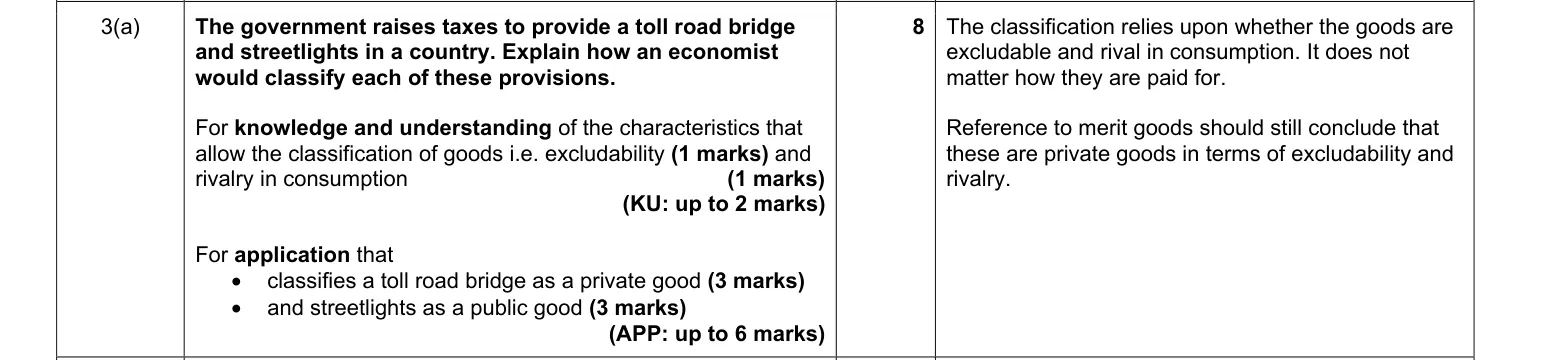 3(a)
The government raises taxes to provide a toll road bridge
and streetlights in a country. Explain how an economist
would classify each of these provisions.
For knowledge and understanding of the characteristics that
allow the classification of goods i.e. excludability (1 marks) and
rivalry in consumption (1 marks)
(KU: up to 2 marks)
For application that
• classifies a toll road bridge as a private good (3 marks)
• and streetlights as a public good (3 marks)
(APP: up to 6 marks)
8
The classification relies upon whether the goods are
excludable and rival in consumption. It does not
matter how they are paid for.
Reference to merit goods should still conclude that
these are private goods in terms of excludability and
rivalry.